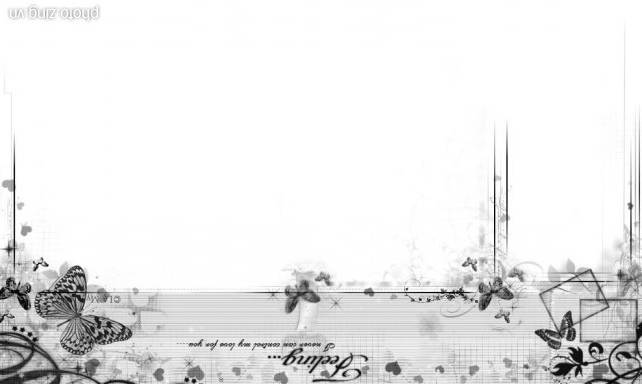 Feeling...
I never can control my love for you ...
photo zing vn